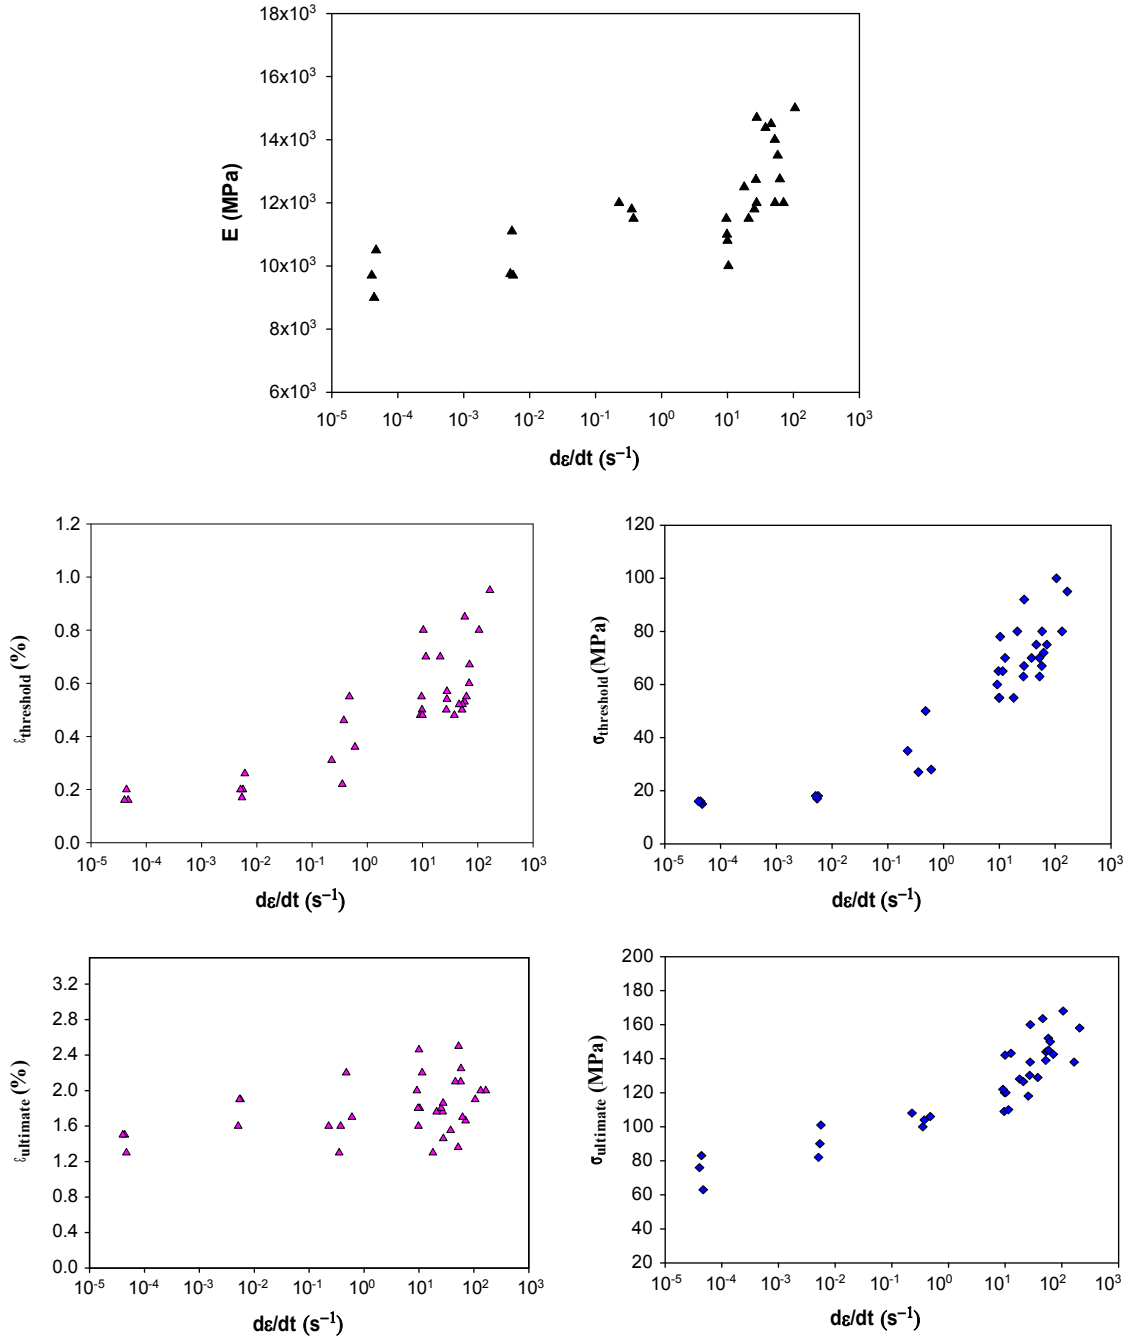 18x10³
16x10³
14x10³
12x10³
10x10³
8x10³
6x10³
E (MPa)
10⁻⁵ 10⁻⁴ 10⁻³ 10⁻² 10⁻¹ 10⁰ 10¹ 10² 10³
dε/dt (s⁻¹)
1.2
1.0
0.8
0.6
0.4
0.2
0.0
εthreshold (%)
10⁻⁵ 10⁻⁴ 10⁻³ 10⁻² 10⁻¹ 10⁰ 10¹ 10² 10³
dε/dt (s⁻¹)
120
100
80
60
40
20
0
σthreshold (MPa)
10⁻⁵ 10⁻⁴ 10⁻³ 10⁻² 10⁻¹ 10⁰ 10¹ 10² 10³
dε/dt (s⁻¹)
3.2
2.8
2.4
2.0
1.6
1.2
0.8
0.4
0.0
εultimate (%)
10⁻⁵ 10⁻⁴ 10⁻³ 10⁻² 10⁻¹ 10⁰ 10¹ 10² 10³
dε/dt (s⁻¹)
200
180
160
140
120
100
80
60
40
20
σultimate (MPa)
10⁻⁵ 10⁻⁴ 10⁻³ 10⁻² 10⁻¹ 10⁰ 10¹ 10² 10³
dε/dt (s⁻¹)